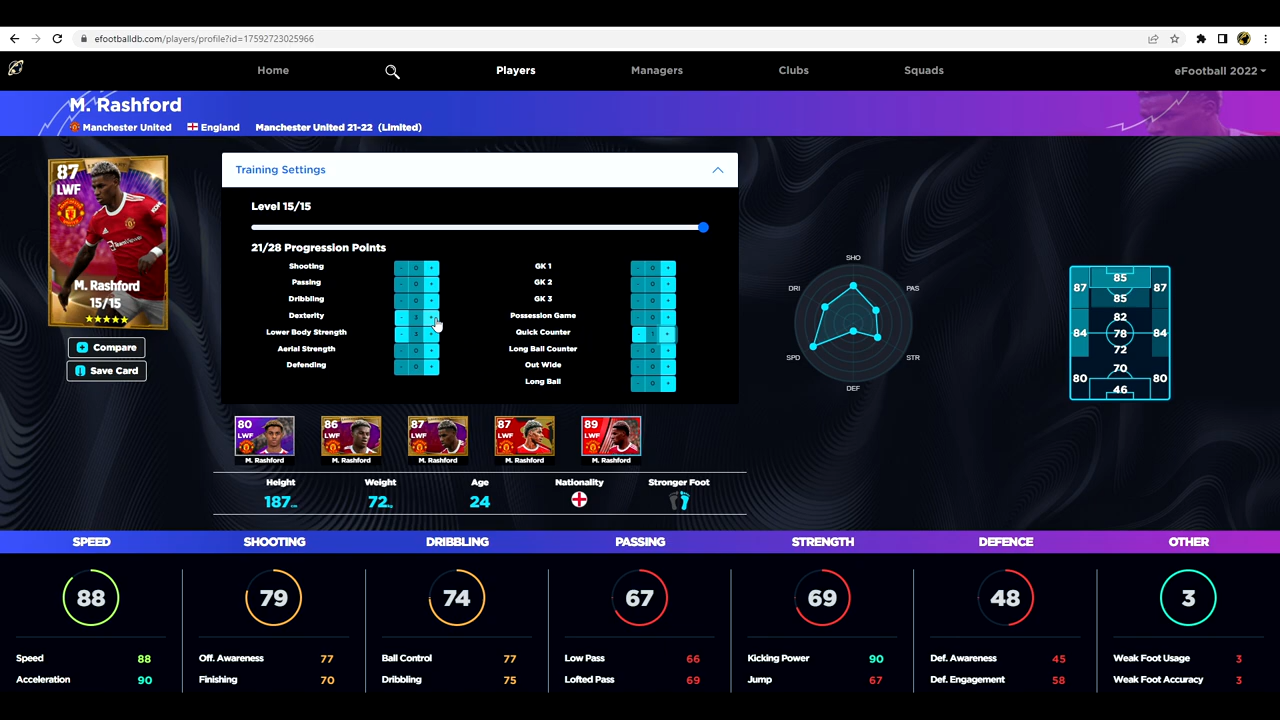 efootballdb.com/players/profile?id=17592723025966
Home Players Managers Clubs Squads eFootball 2022
M. Rashford
Manchester United England Manchester United 21-22 (Limited)
87
LWF
M. Rashford
15/15
Compare
Save Card
Training Settings
Level 15/15
21/28 Progression Points
Shooting - 0 +
Passing - 0 +
Dribbling - 0 +
Dexterity - 3 +
Lower Body Strength - +
Aerial Strength - 0 +
Defending - 0 +
GK 1 - 0 +
GK 2 - 0 +
GK 3 - 0 +
Possession Game - 0 +
Quick Counter - 1 +
Long Ball Counter - 0 +
Out Wide - 0 +
Long Ball - 0 +
80 LWF M. Rashford
86 LWF M. Rashford
87 LWF M. Rashford
87 LWF M. Rashford
89 LWF M. Rashford
Height Weight Age Nationality Stronger Foot
187 72 24
SHO
DRI PAS
SPD STR
DEF
85
87 87
85
82
84 78 84
72
70
80 80
46
SPEED SHOOTING DRIBBLING PASSING STRENGTH DEFENCE OTHER
88 79 74 67 69 48 3
Speed 88 Off. Awareness 77 Ball Control 77 Low Pass 66 Kicking Power 90 Def. Awareness 45 Weak Foot Usage 3
Acceleration 90 Finishing 70 Dribbling 75 Lofted Pass 69 Jump 67 Def. Engagement 58 Weak Foot Accuracy 3